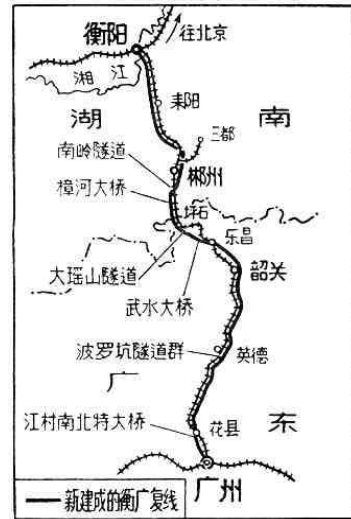 衡阳
往北京
湘江
耒阳
湖南
三都
南岭隧道
郴州
樟河大桥
坪石
乐昌
大瑶山隧道
韶关
武水大桥
波罗坑隧道群
英德
广东
江村南北特大桥
花县
广州
新建成的衡广复线